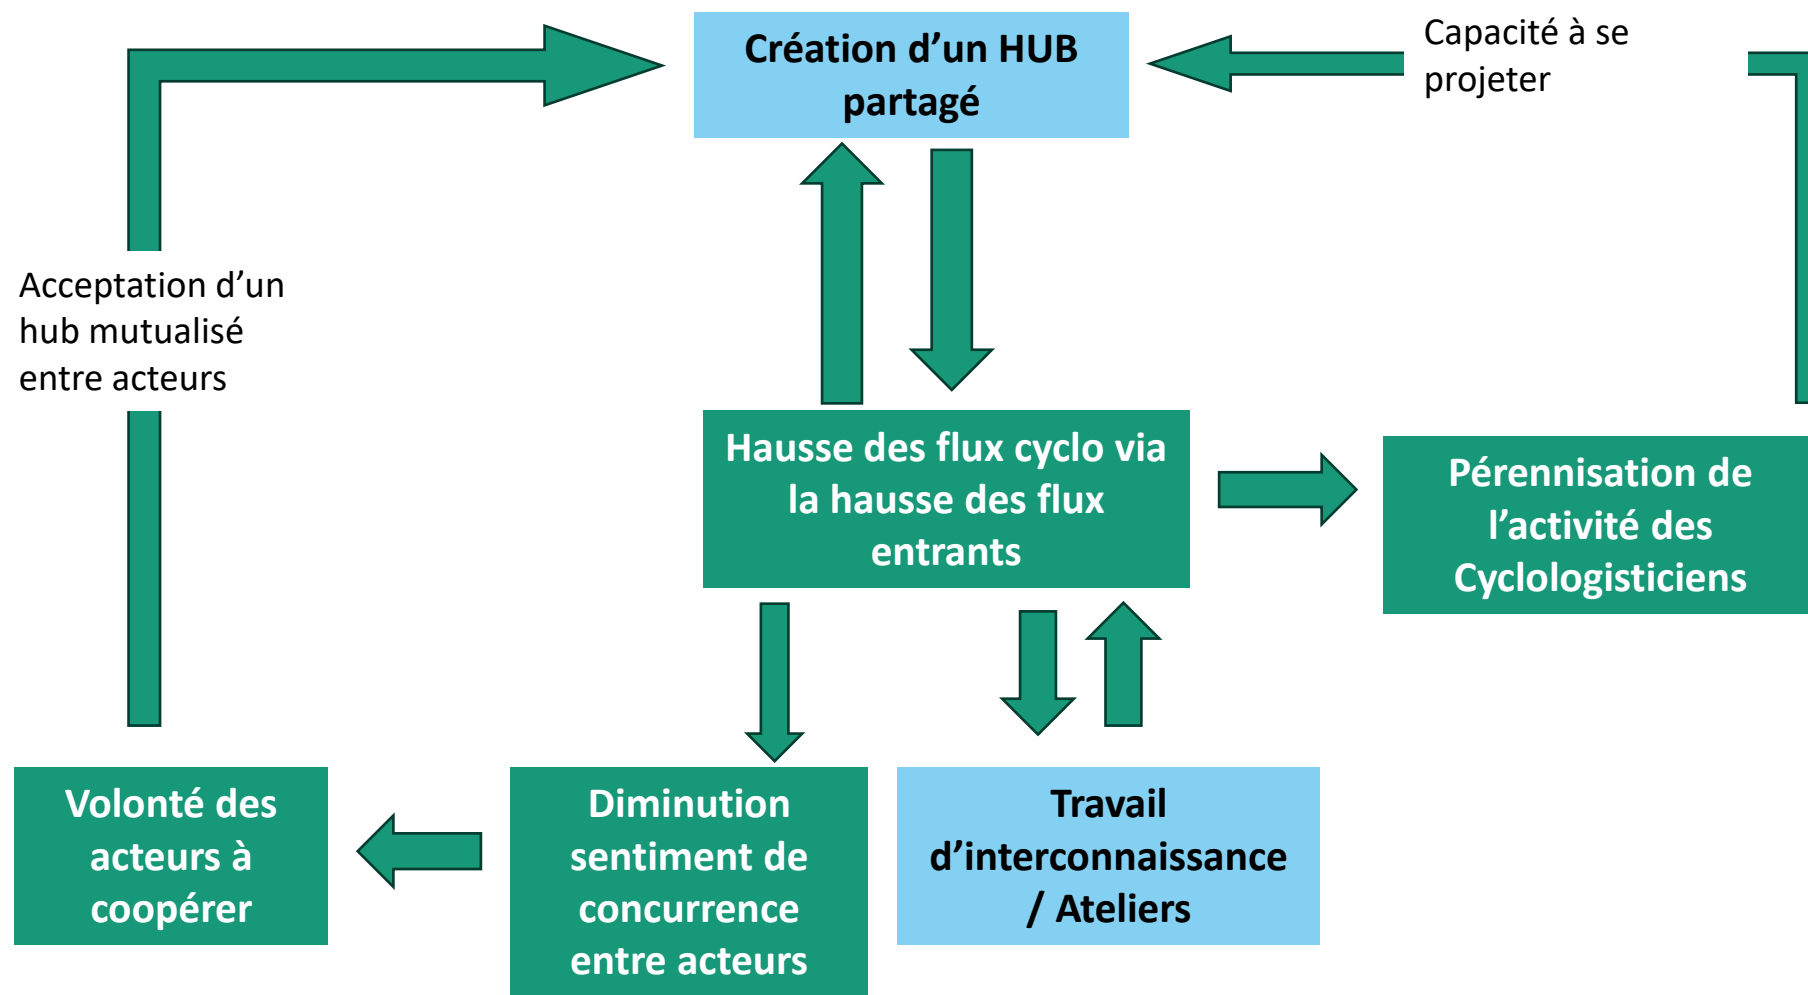 Création d’un HUB
partagé
Capacité à se
projeter
Acceptation d’un
hub mutualisé
entre acteurs
Hausse des flux cyclo via
la hausse des flux
entrants
Pérennisation de
l’activité des
Cyclologisticiens
Volonté des
acteurs à
coopérer
Diminution
sentiment de
concurrence
entre acteurs
Travail
d’interconnaissance
/ Ateliers